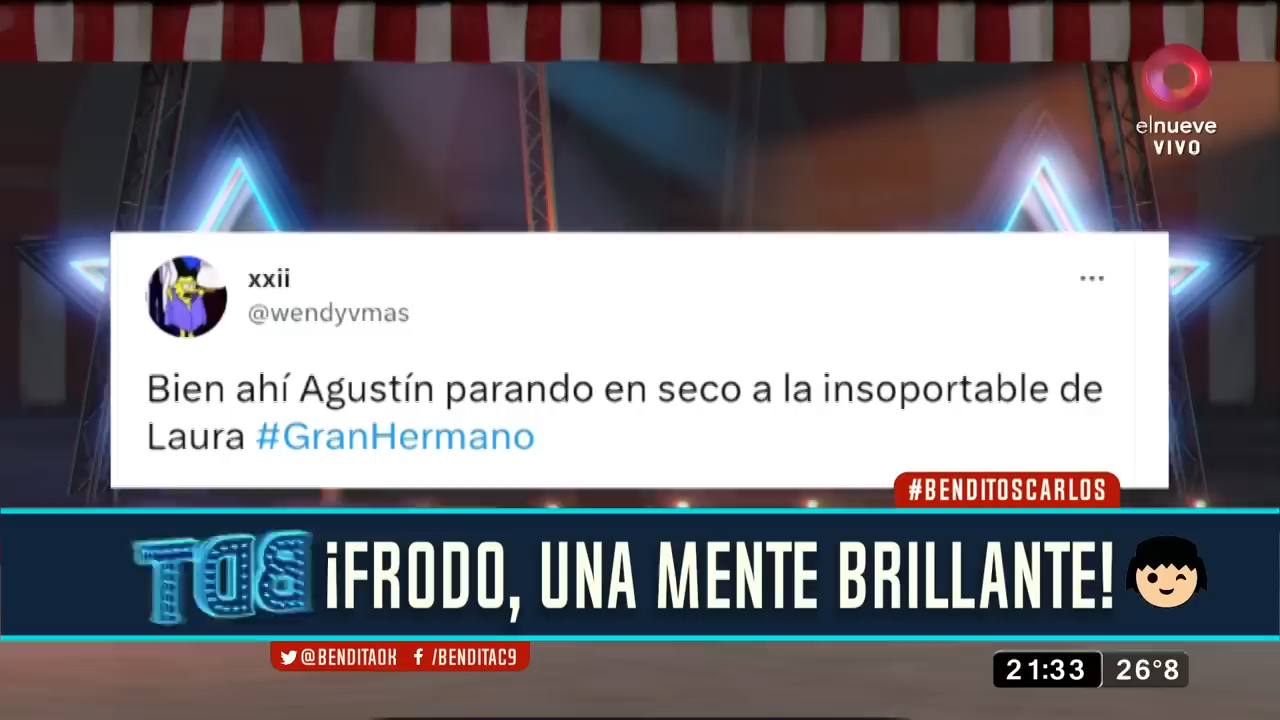 elnueve
VIVO
xxii
@wendyvmas
Bien ahí Agustín parando en seco a la insoportable de
Laura #GranHermano
#BENDITOSCARLOS
BDT
¡FRODO, UNA MENTE BRILLANTE!
@BENDITAOK f /BENDITAC9
21:33 26°8